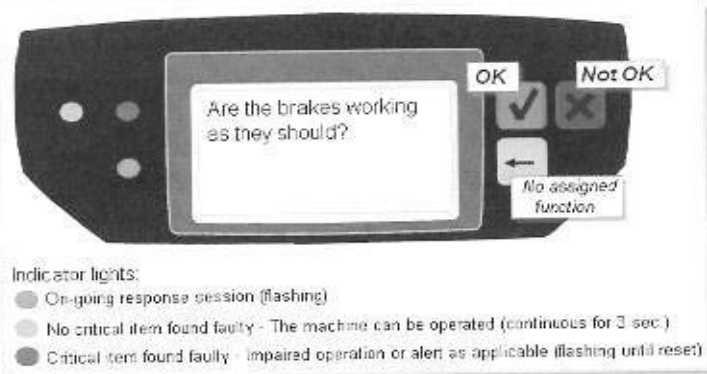 OK
Not OK
Are the brakes working
as they should?
No assigned
function
Indicator lights:
On-going response session (flashing)
No critical item found faulty - The machine can be operated (continuous for 3 sec.)
Critical item found faulty - Impaired operation or alert as applicable (flashing until reset)